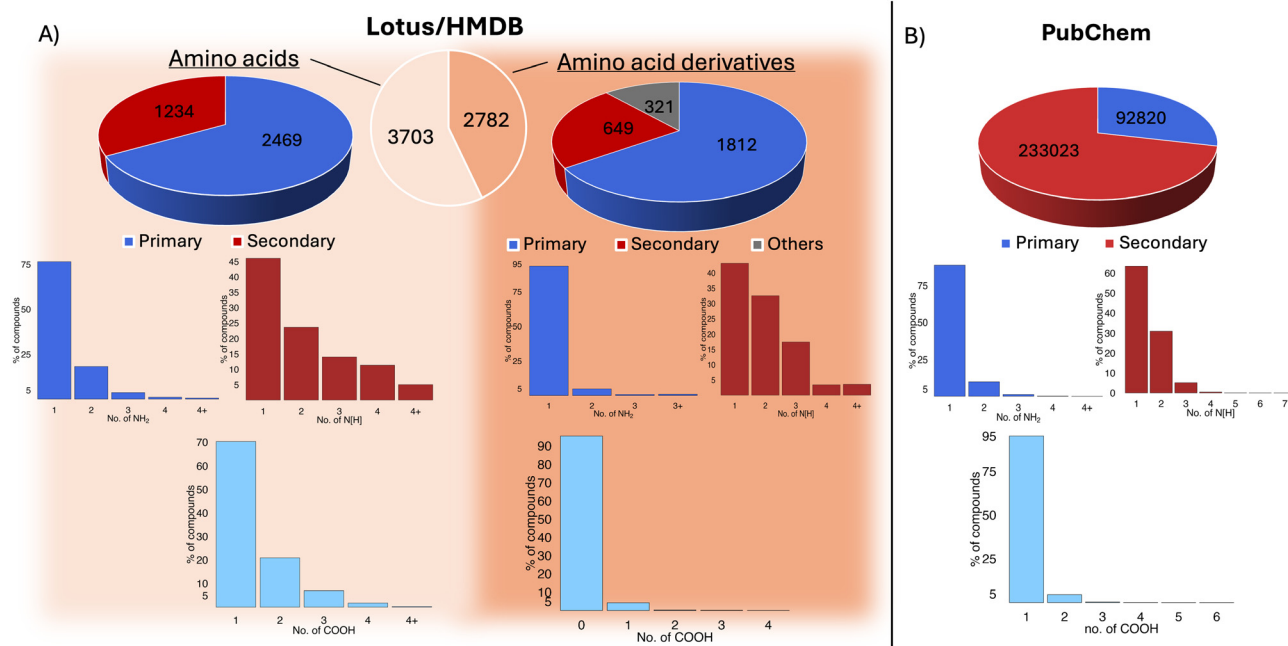 A)
Lotus/HMDB
Amino acids
Amino acid derivatives
1234
2469
3703
2782
321
649
1812
Primary Secondary
Primary Secondary Others
75
50
25
5
% of compounds
1 2 3 4 4+
No. of NH₂
45
40
35
30
25
20
15
10
5
% of compounds
1 2 3 4 4+
No. of N[H]
95
75
50
25
5
% of compounds
1 2 3 3+
No. of NH₂
40
35
30
25
20
15
10
5
% of compounds
1 2 3 4 4+
No. of N[H]
70
60
50
40
30
20
10
5
% of compounds
1 2 3 4 4+
No. of COOH
90
80
70
60
50
40
30
20
10
5
% of compounds
0 1 2 3 4
No. of COOH
B)
PubChem
92820
233023
Primary Secondary
75
50
25
5
% of compounds
1 2 3 4 4+
No. of NH₂
60
50
40
30
20
10
0
% of compounds
1 2 3 4 5 6 7
No. of N[H]
95
75
50
25
5
% of compounds
1 2 3 4 5 6
no. of COOH